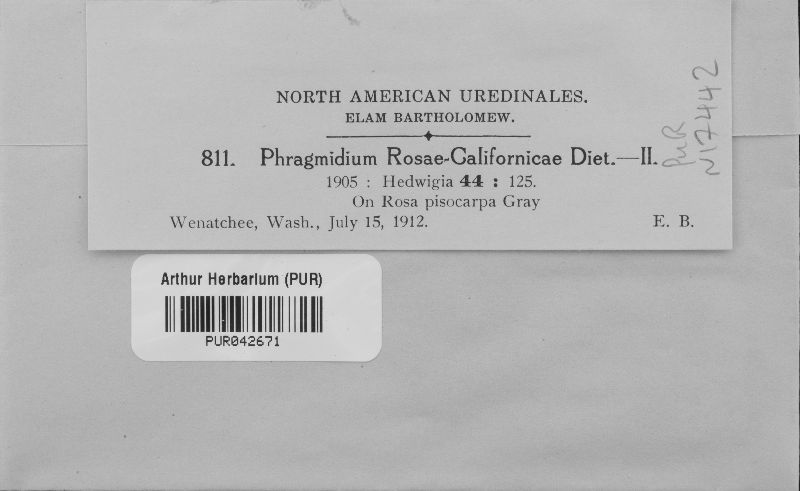 NORTH AMERICAN UREDINALES.
ELAM BARTHOLOMEW.
811. Phragmidium Rosae-Californicae Diet.—II.
1905 : Hedwigia 44 : 125.
On Rosa pisocarpa Gray
Wenatchee, Wash., July 15, 1912. E. B.
PUR
N17442
Arthur Herbarium (PUR)
PUR042671